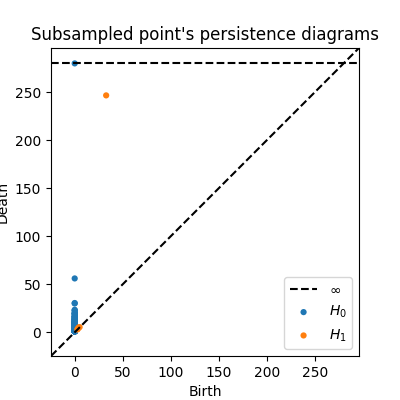 Subsampled point's persistence diagrams
Death
250
200
150
100
50
0
0 50 100 150 200 250
Birth
∞
H₀
H₁